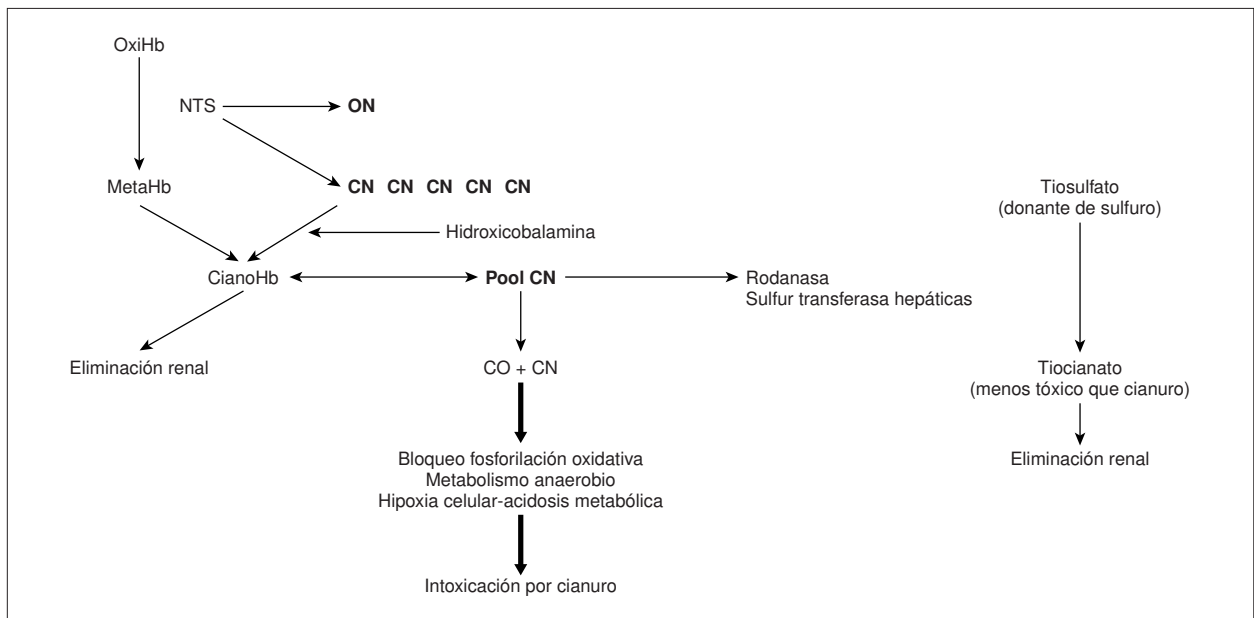 OxiHb
NTS
ON
MetaHb
CN CN CN CN CN
Tiosulfato
(donante de sulfuro)
Hidroxicobalamina
CianoHb
Pool CN
Rodanasa
Sulfur transferasa hepáticas
Eliminación renal
CO + CN
Tiocianato
(menos tóxico que cianuro)
Bloqueo fosforilación oxidativa
Metabolismo anaerobio
Hipoxia celular-acidosis metabólica
Eliminación renal
Intoxicación por cianuro